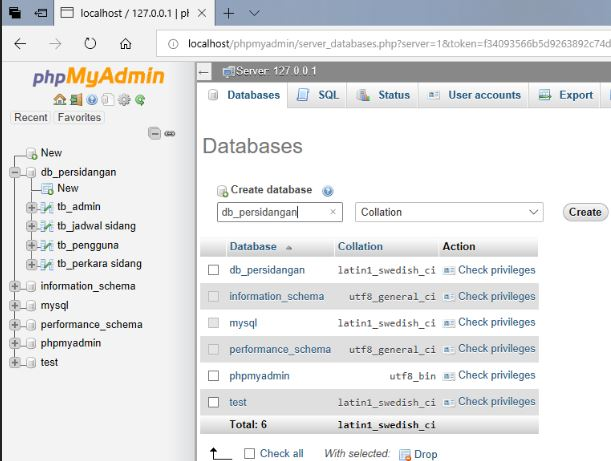 localhost / 127.0.0.1 | pl
localhost/phpmyadmin/server_databases.php?server=1&token=f34093566b5d9263892c74d
phpMyAdmin
Recent Favorites
New
db_persidangan
New
tb_admin
tb_jadwal sidang
tb_pengguna
tb_perkara sidang
information_schema
mysql
performance_schema
phpmyadmin
test
Server: 127.0.0.1
Databases SQL Status User accounts Export
Databases
Create database
db_persidangan × Collation Create
Database Collation Action
db_persidangan latin1_swedish_ci Check privileges
information_schema utf8_general_ci Check privileges
mysql latin1_swedish_ci Check privileges
performance_schema utf8_general_ci Check privileges
phpmyadmin utf8_bin Check privileges
test latin1_swedish_ci Check privileges
Total: 6 latin1_swedish_ci
Check all With selected: Drop